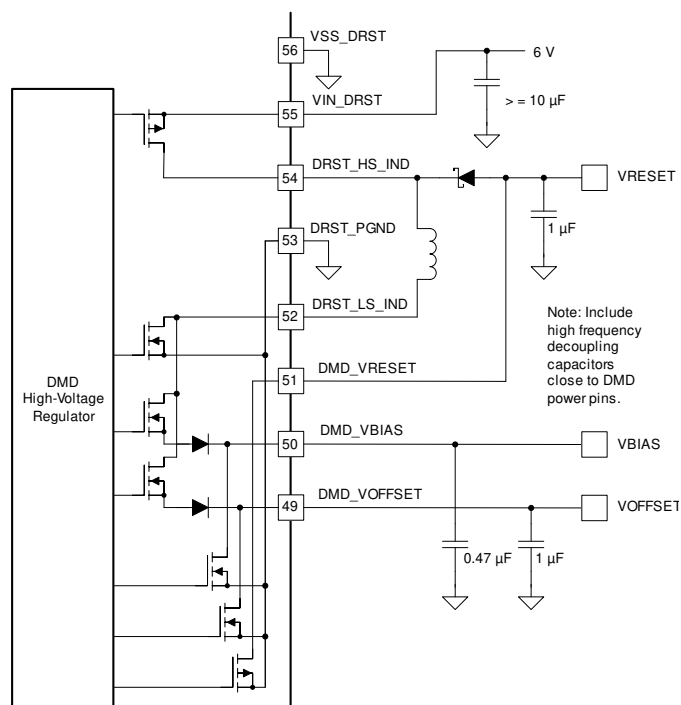 VSS_DRST
56
6 V
VIN_DRST
55
> = 10 µF
DRST_HS_IND
54
VRESET
DRST_PGND
53
1 µF
DRST_LS_IND
52
Note: Include
high frequency
decoupling
capacitors
close to DMD
power pins.
DMD
High-Voltage
Regulator
DMD_VRESET
51
DMD_VBIAS
50
VBIAS
DMD_VOFFSET
49
VOFFSET
0.47 µF
1 µF